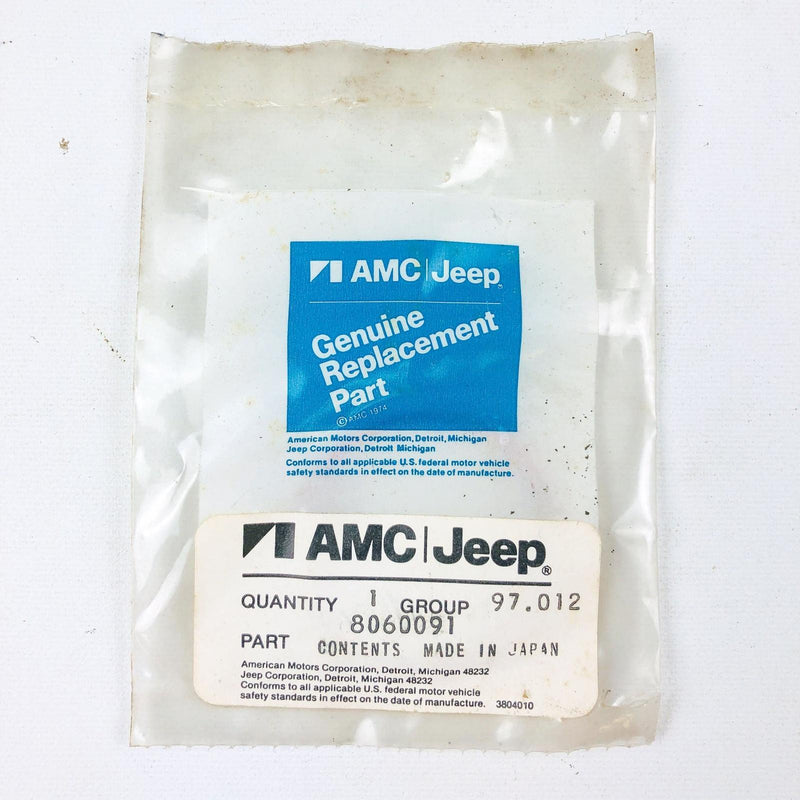 AMC|Jeep®
Genuine
Replacement
Part
©AMC 1974
American Motors Corporation, Detroit, Michigan
Jeep Corporation, Detroit Michigan
Conforms to all applicable U.S. federal motor vehicle
safety standards in effect on the date of manufacture.
AMC|Jeep®
QUANTITY 1 GROUP 97.012
8060091
PART CONTENTS MADE IN JAPAN
American Motors Corporation, Detroit, Michigan 48232
Jeep Corporation, Detroit, Michigan 48232
Conforms to all applicable U.S. federal motor vehicle
safety standards in effect on the date of manufacture. 3804010